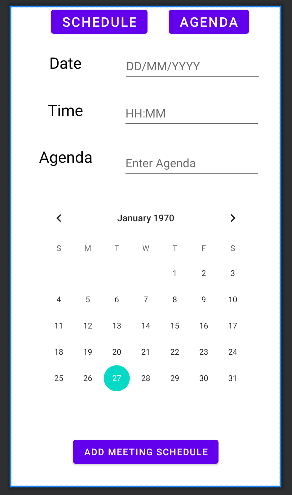 SCHEDULE AGENDA
Date DD/MM/YYYY
Time HH:MM
Agenda Enter Agenda
January 1970
S M T W T F S
1 2 3
4 5 6 7 8 9 10
11 12 13 14 15 16 17
18 19 20 21 22 23 24
25 26 27 28 29 30 31
ADD MEETING SCHEDULE